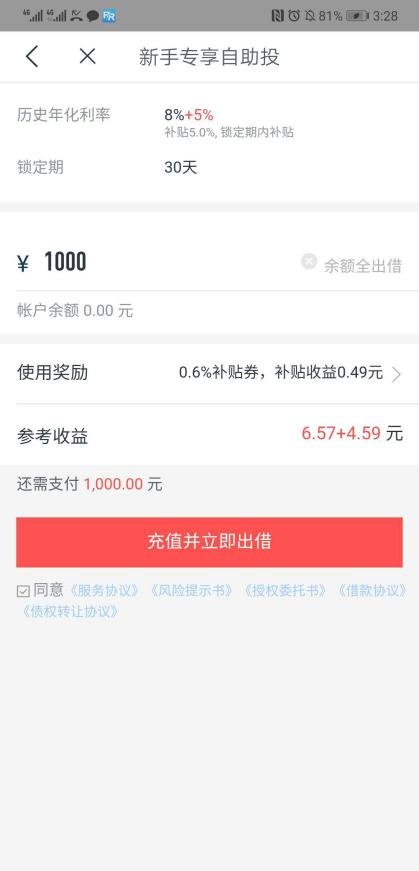 4G 4G PR 81% 3:28
新手专享自助投
历史年化利率 8%+5%
补贴5.0%, 锁定期内补贴
锁定期 30天
¥ 1000 余额全出借
帐户余额 0.00 元
使用奖励 0.6%补贴券，补贴收益0.49元
参考收益 6.57+4.59 元
还需支付 1,000.00 元
充值并立即出借
同意《服务协议》《风险提示书》《授权委托书》《借款协议》
《债权转让协议》